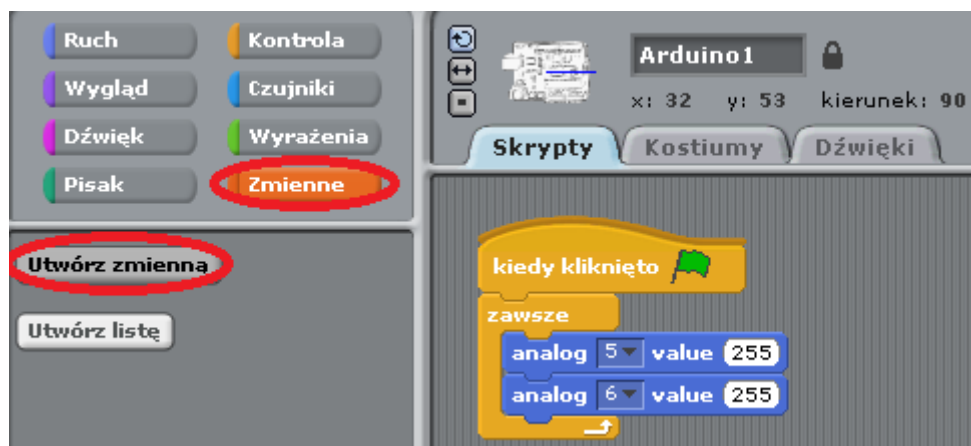 Ruch Kontrola
Wygląd Czujniki
Dźwięk Wyrażenia
Pisak Zmienne
Utwórz zmienną
Utwórz listę
Arduino1
x: 32 y: 53 kierunek: 90
Skrypty Kostiumy Dźwięki
kiedy kliknięto
zawsze
analog 5 value 255
analog 6 value 255